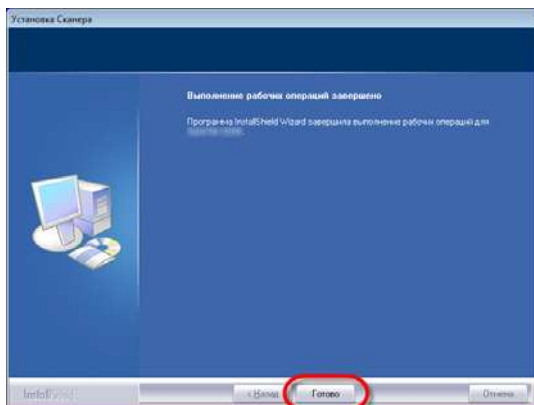 Установка Сканера
Выполнение рабочих операций завершено
Программа InstallShield Wizard завершила выполнение рабочих операций для
InstallShield
< Назад
Готово
Отмена